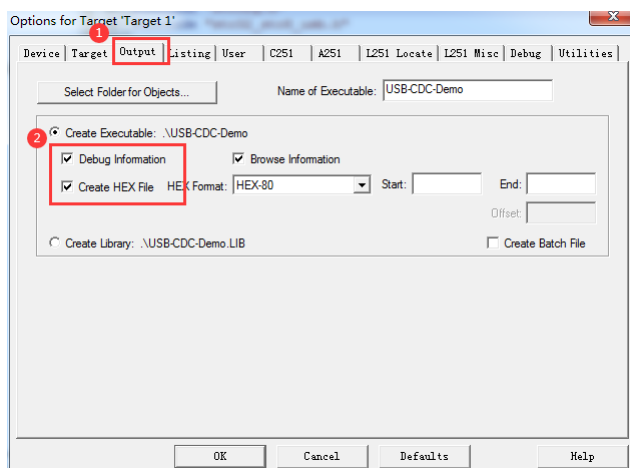 Options for Target 'Target 1'
1
Device Target Output Listing User C251 A251 L251 Locate L251 Misc Debug Utilities
Select Folder for Objects... Name of Executable: USB-CDC-Demo
2
Create Executable: .\USB-CDC-Demo
Debug Information Browse Information
Create HEX File HEX Format: HEX-80 Start: End:
Offset:
Create Library: .\USB-CDC-Demo.LIB Create Batch File
OK Cancel Defaults Help